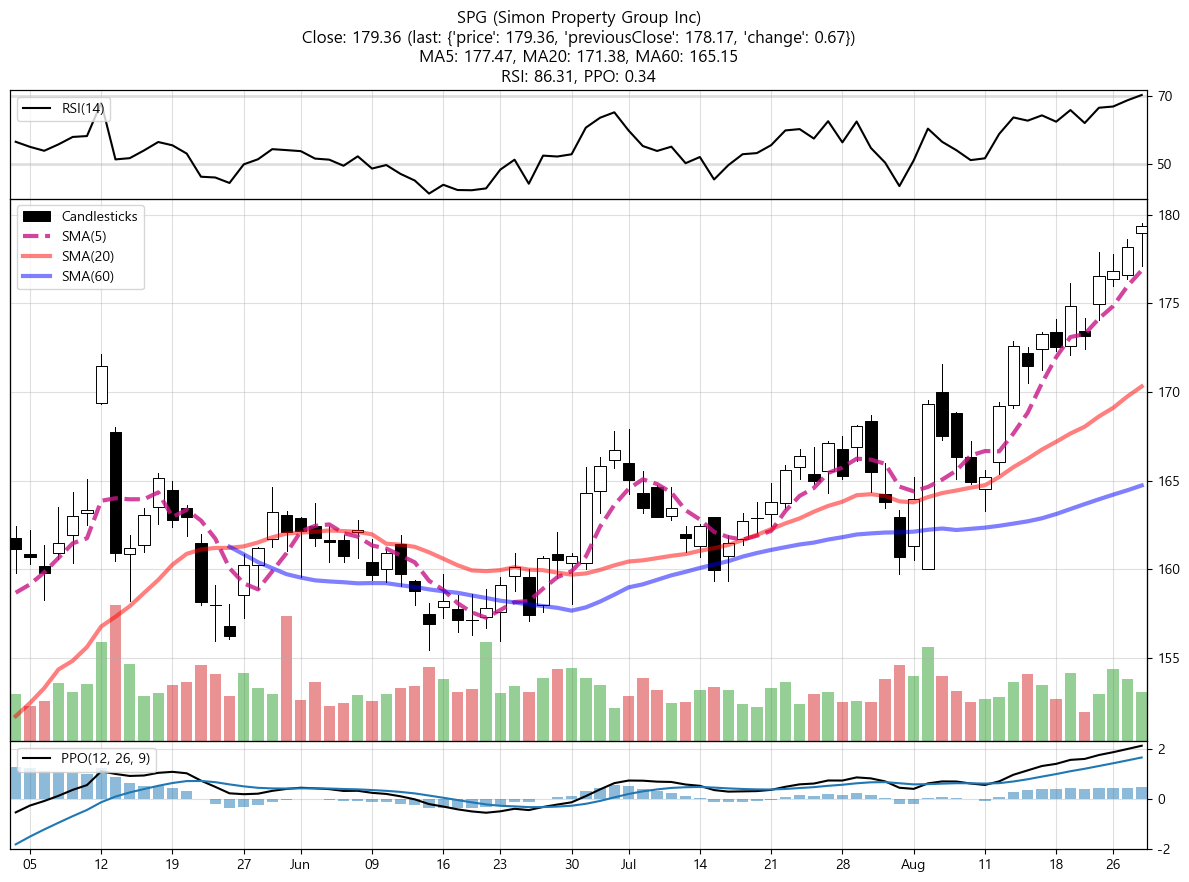 SPG (Simon Property Group Inc)
Close: 179.36 (last: {'price': 179.36, 'previousClose': 178.17, 'change': 0.67})
MA5: 177.47, MA20: 171.38, MA60: 165.15
RSI: 86.31, PPO: 0.34
RSI(14)
70
50
Candlesticks
SMA(5)
SMA(20)
SMA(60)
180
175
170
165
160
155
PPO(12, 26, 9)
2
0
-2
05 12 19 27 Jun 09 16 23 30 Jul 14 21 28 Aug 11 18 26